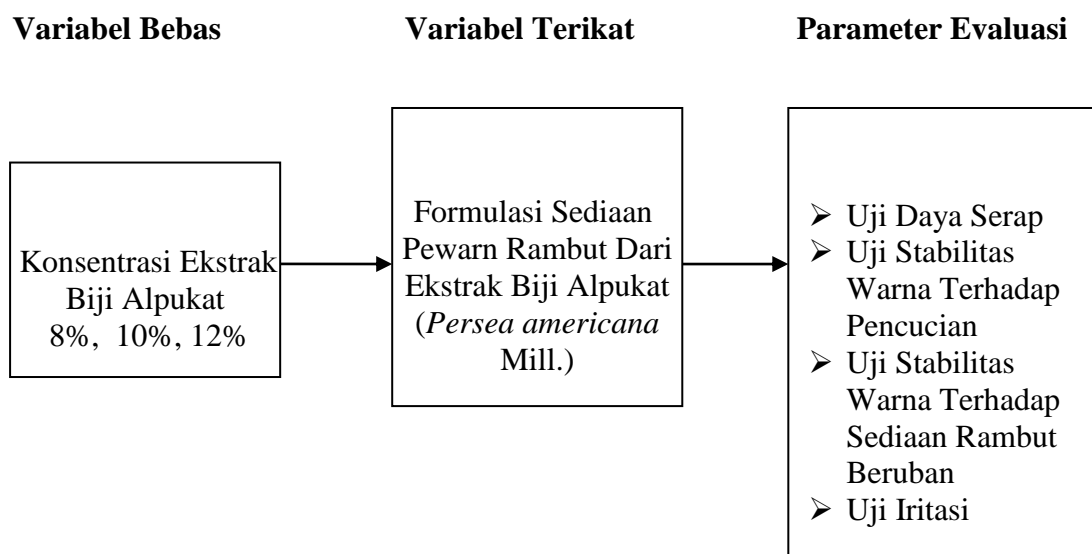 Variabel Bebas
Variabel Terikat
Parameter Evaluasi
Konsentrasi Ekstrak
Biji Alpukat
8%, 10%, 12%
Formulasi Sediaan
Pewarn Rambut Dari
Ekstrak Biji Alpukat
(Persea americana
Mill.)
➢ Uji Daya Serap
➢ Uji Stabilitas
Warna Terhadap
Pencucian
➢ Uji Stabilitas
Warna Terhadap
Sediaan Rambut
Beruban
➢ Uji Iritasi